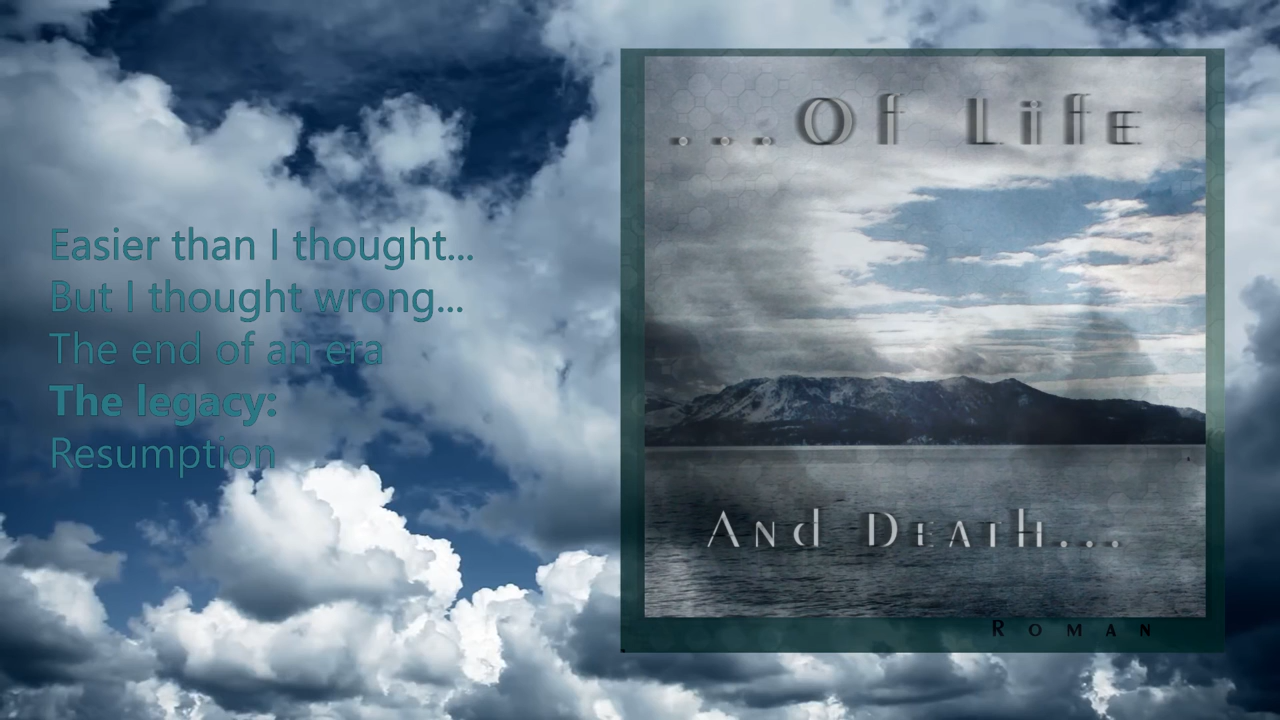 Easier than I thought...
But I thought wrong...
The end of an era
The legacy:
Resumption
...Of Life
And Death...
Roman